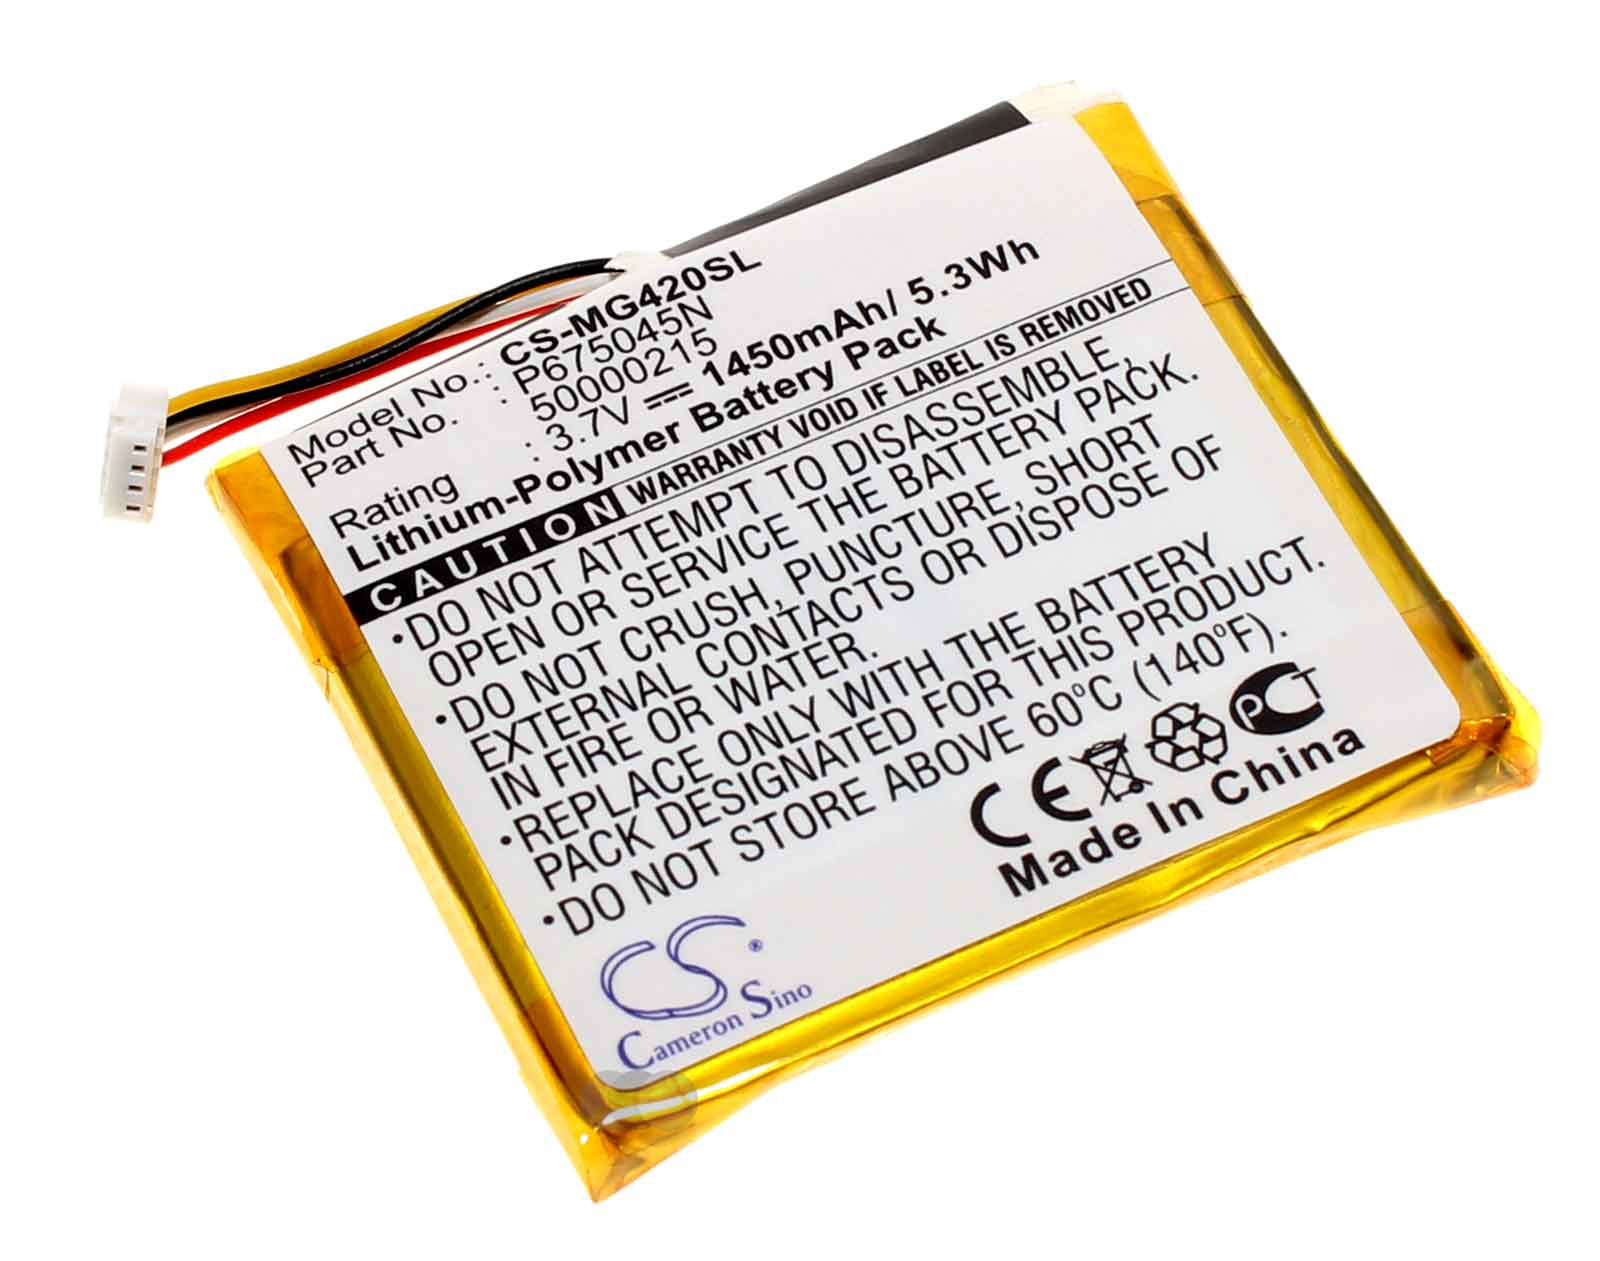 Model No.: CS-MG420SL
Part No. : P675045N
50000215
Rating : 3.7V 1450mAh/ 5.3Wh
Lithium-Polymer Battery Pack
CAUTION WARRANTY VOID IF LABEL IS REMOVED
•DO NOT ATTEMPT TO DISASSEMBLE,
OPEN OR SERVICE THE BATTERY PACK.
•DO NOT CRUSH, PUNCTURE, SHORT
EXTERNAL CONTACTS OR DISPOSE OF
IN FIRE OR WATER.
•REPLACE ONLY WITH THE BATTERY
PACK DESIGNATED FOR THIS PRODUCT.
•DO NOT STORE ABOVE 60°C (140°F).
CE PCT
Made In China
CS®
Cameron Sino